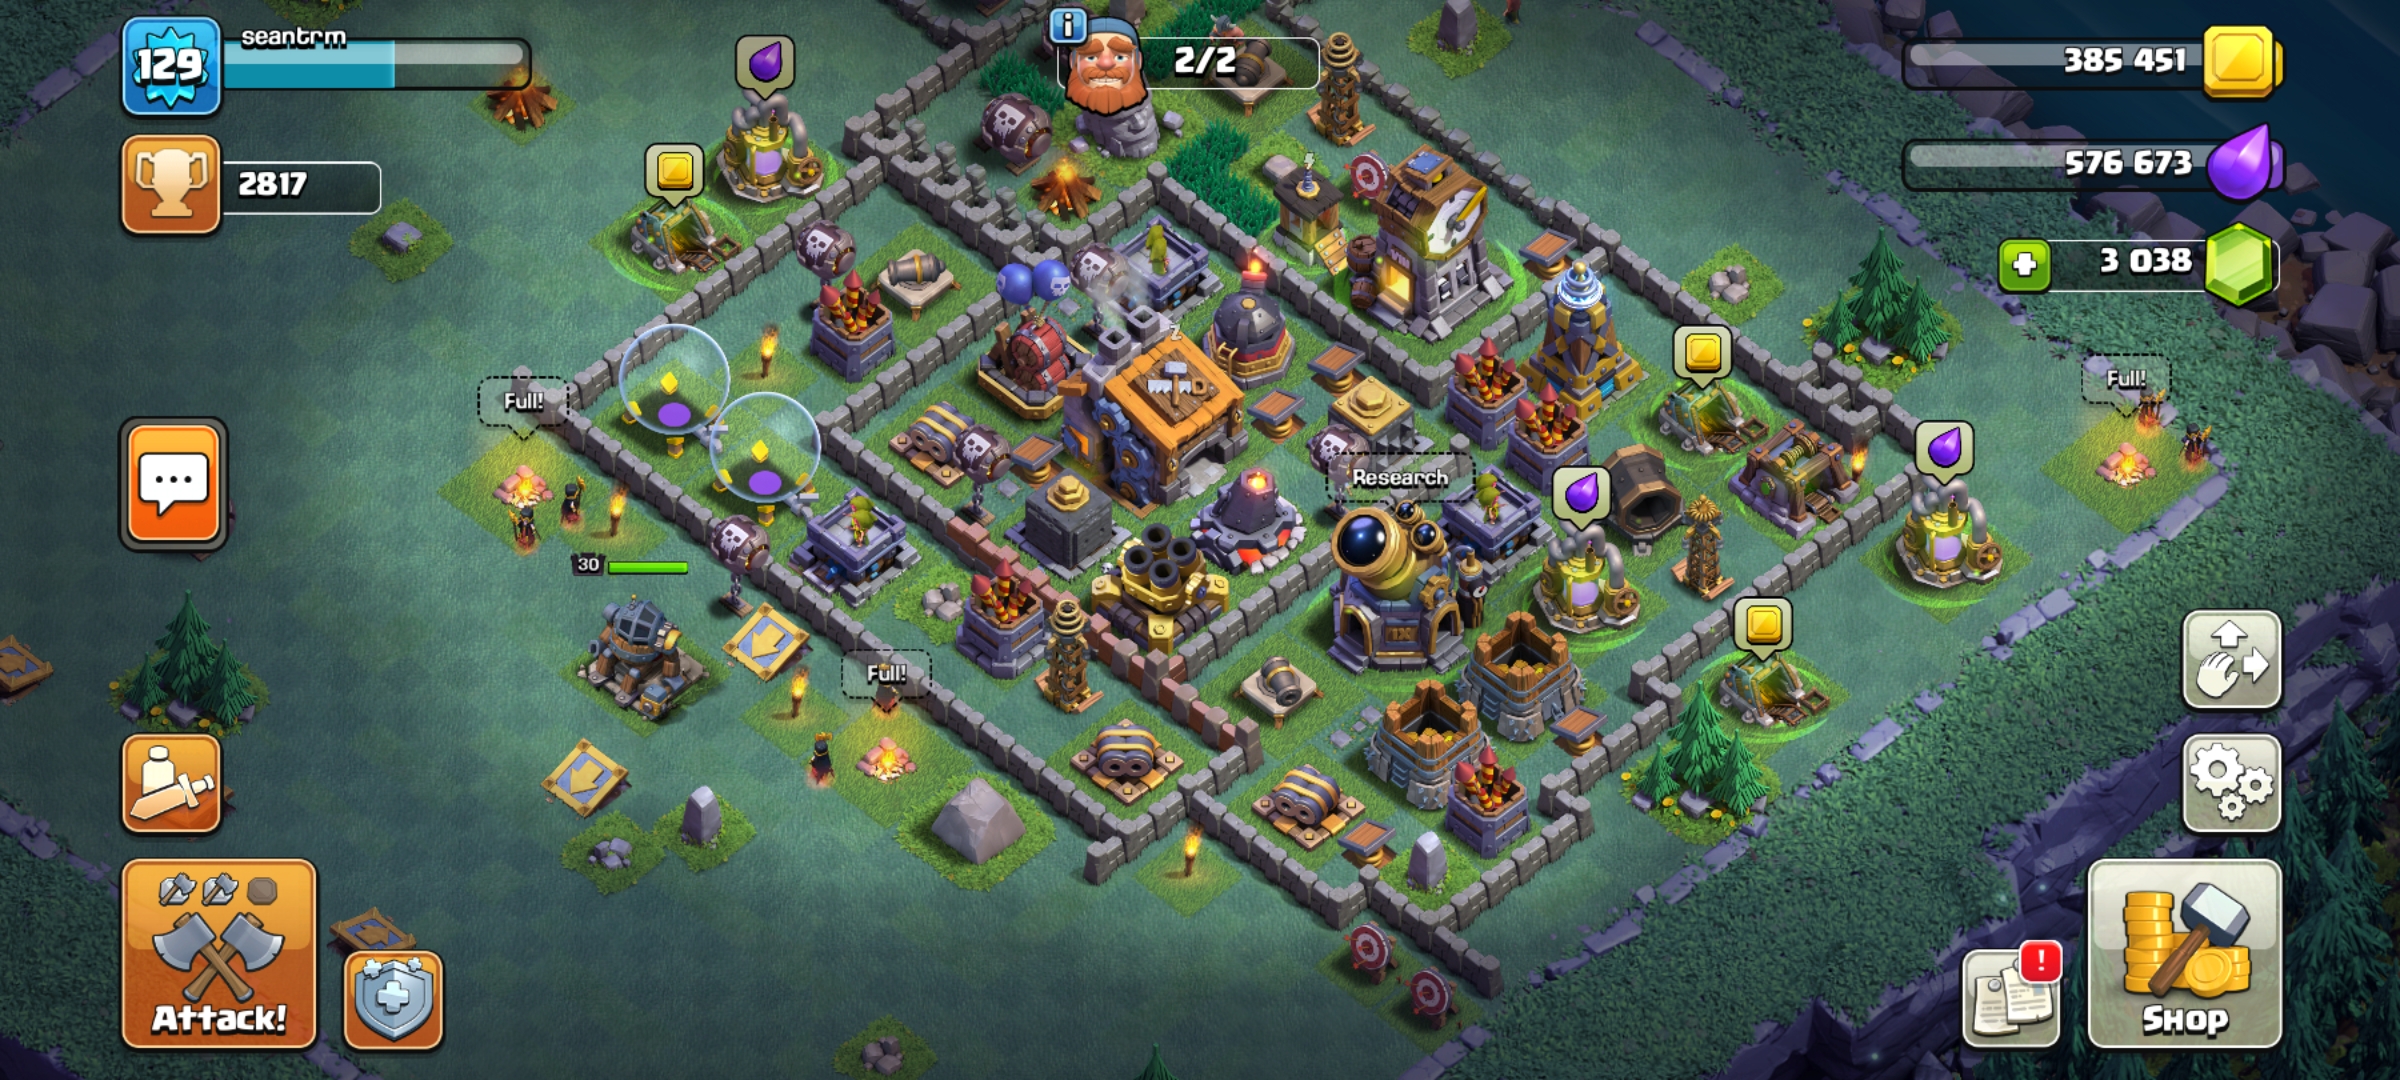 129
seantrm
i
2/2
385 451
2817
576 673
3 038
z
Full!
Full!
Research
30
Full!
Attack!
!
Shop